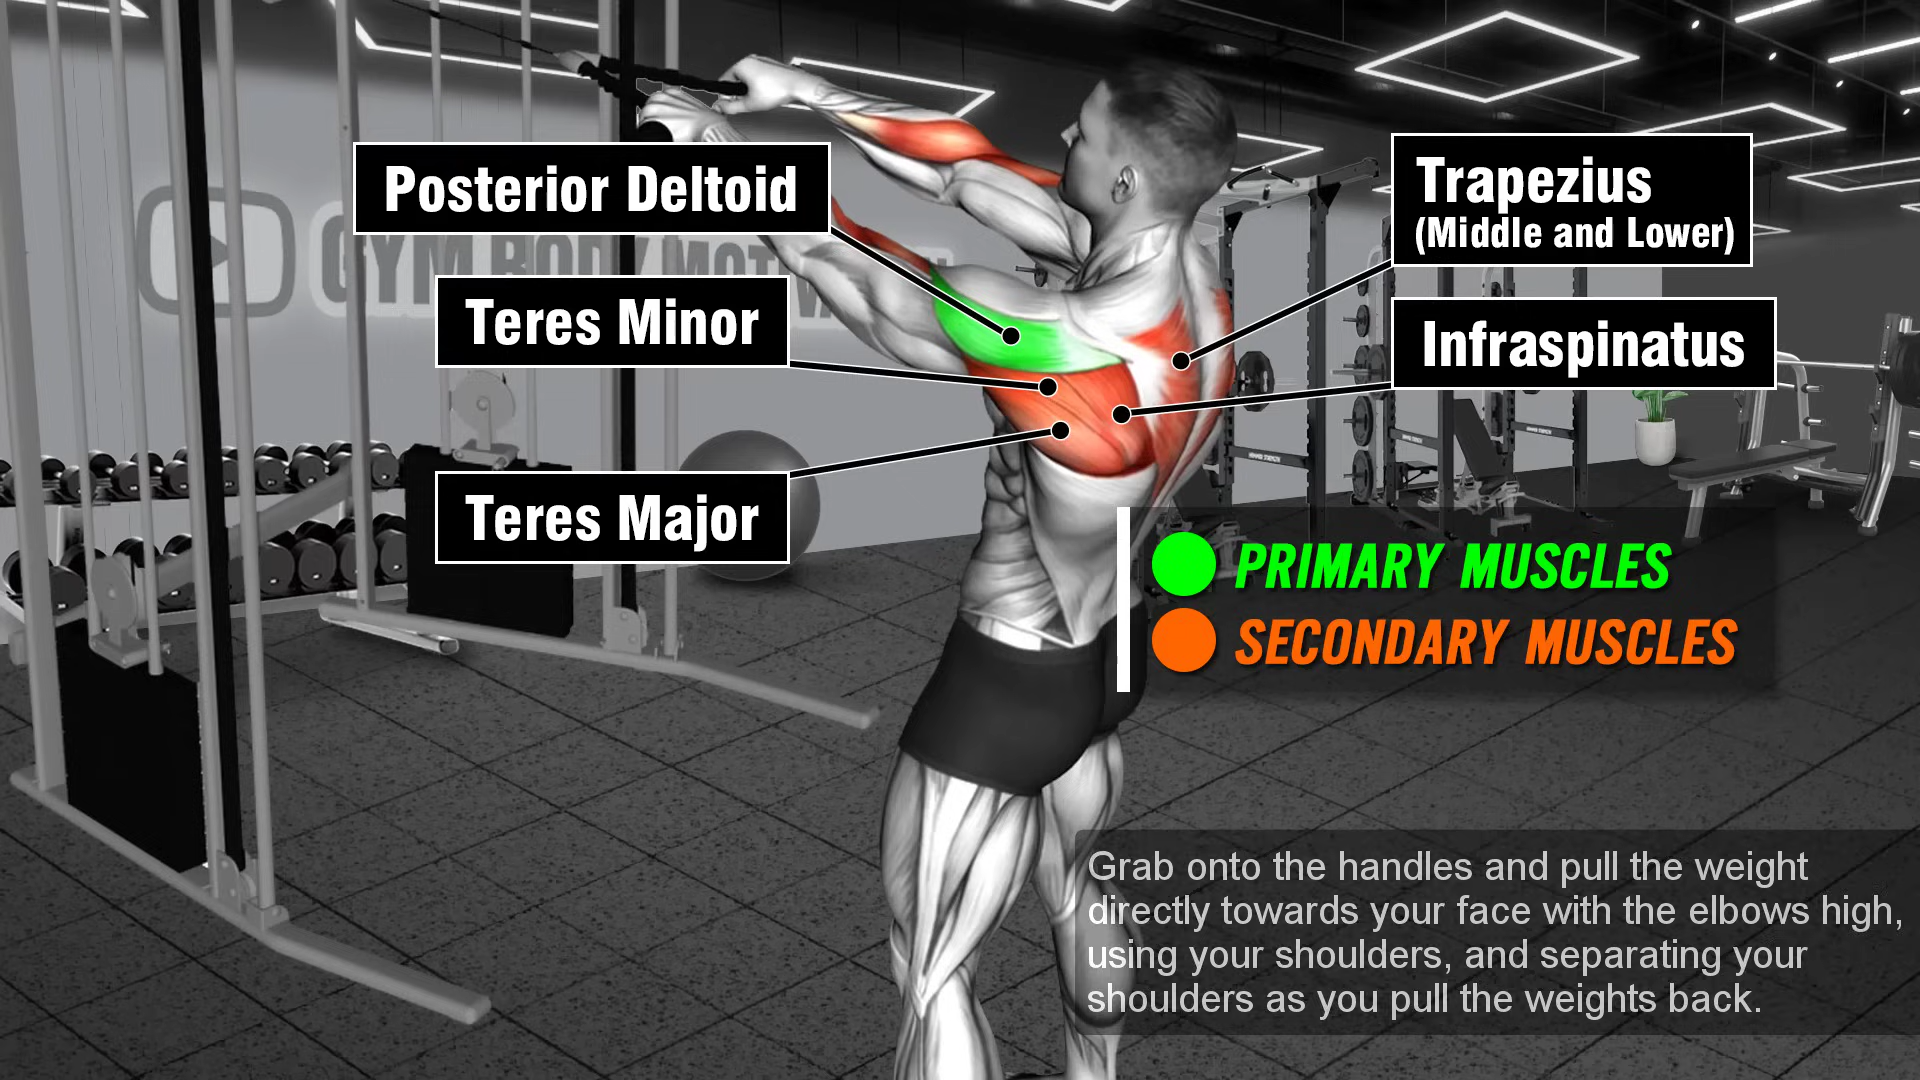 Posterior Deltoid
Teres Minor
Teres Major
Trapezius
(Middle and Lower)
Infraspinatus
GYM BODY
PRIMARY MUSCLES
SECONDARY MUSCLES
Grab onto the handles and pull the weight
directly towards your face with the elbows high,
using your shoulders, and separating your
shoulders as you pull the weights back.